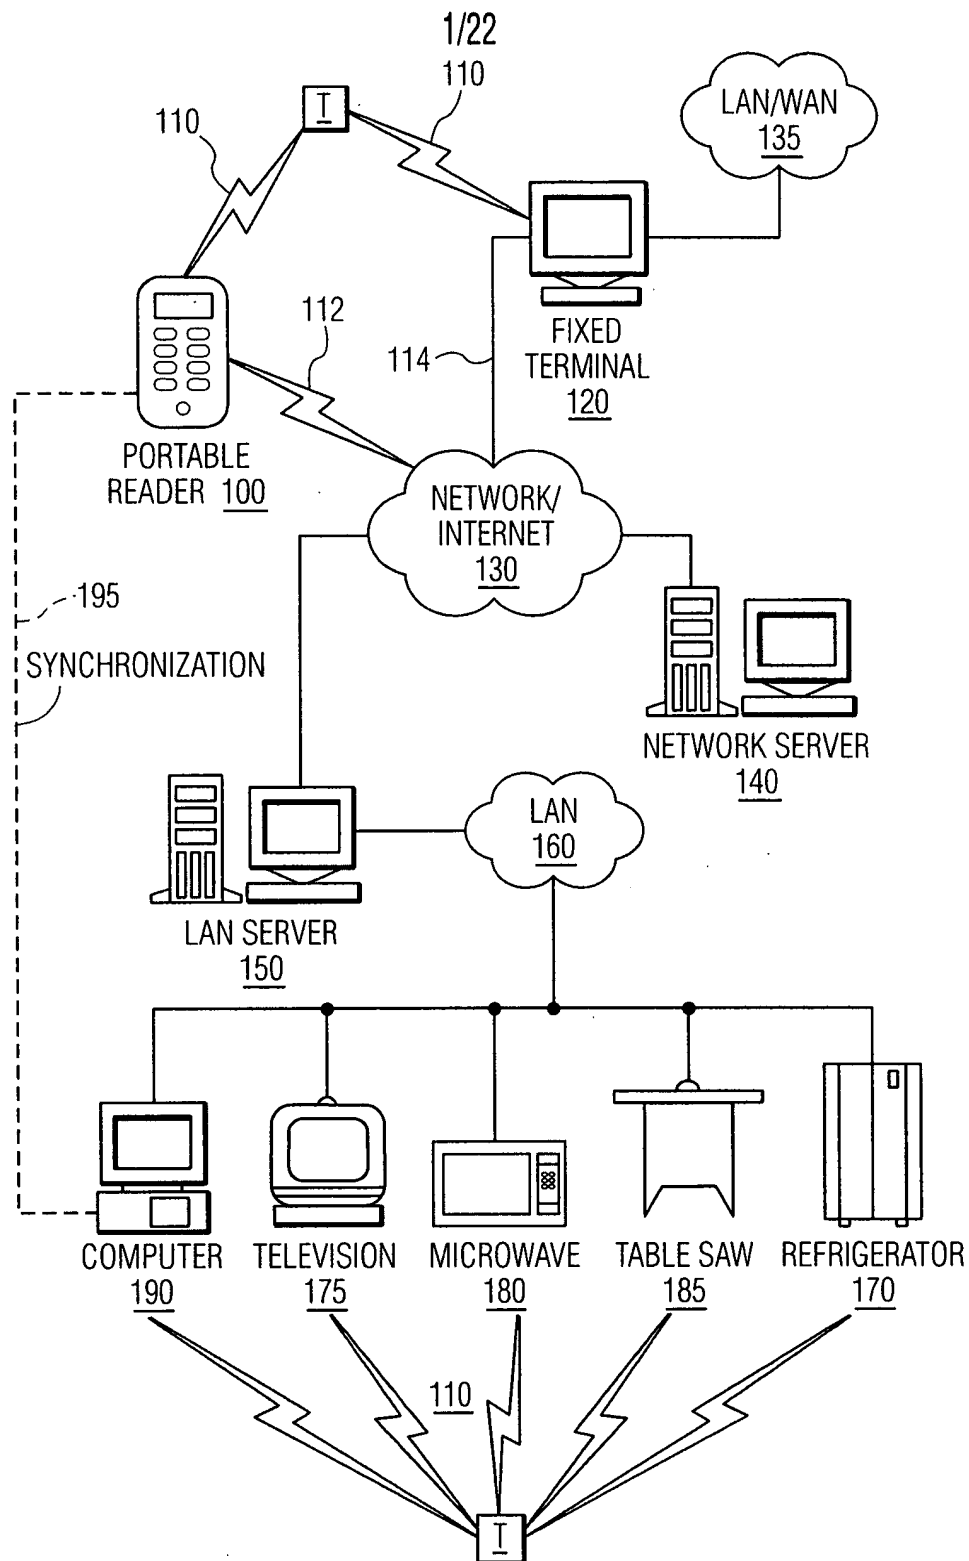 1/22
110
110
T
LAN/WAN
135
112
114
FIXED
TERMINAL
120
PORTABLE
READER 100
NETWORK/
INTERNET
130
195
SYNCHRONIZATION
NETWORK SERVER
140
LAN
160
LAN SERVER
150
COMPUTER
190
TELEVISION
175
MICROWAVE
180
TABLE SAW
185
REFRIGERATOR
170
110
T